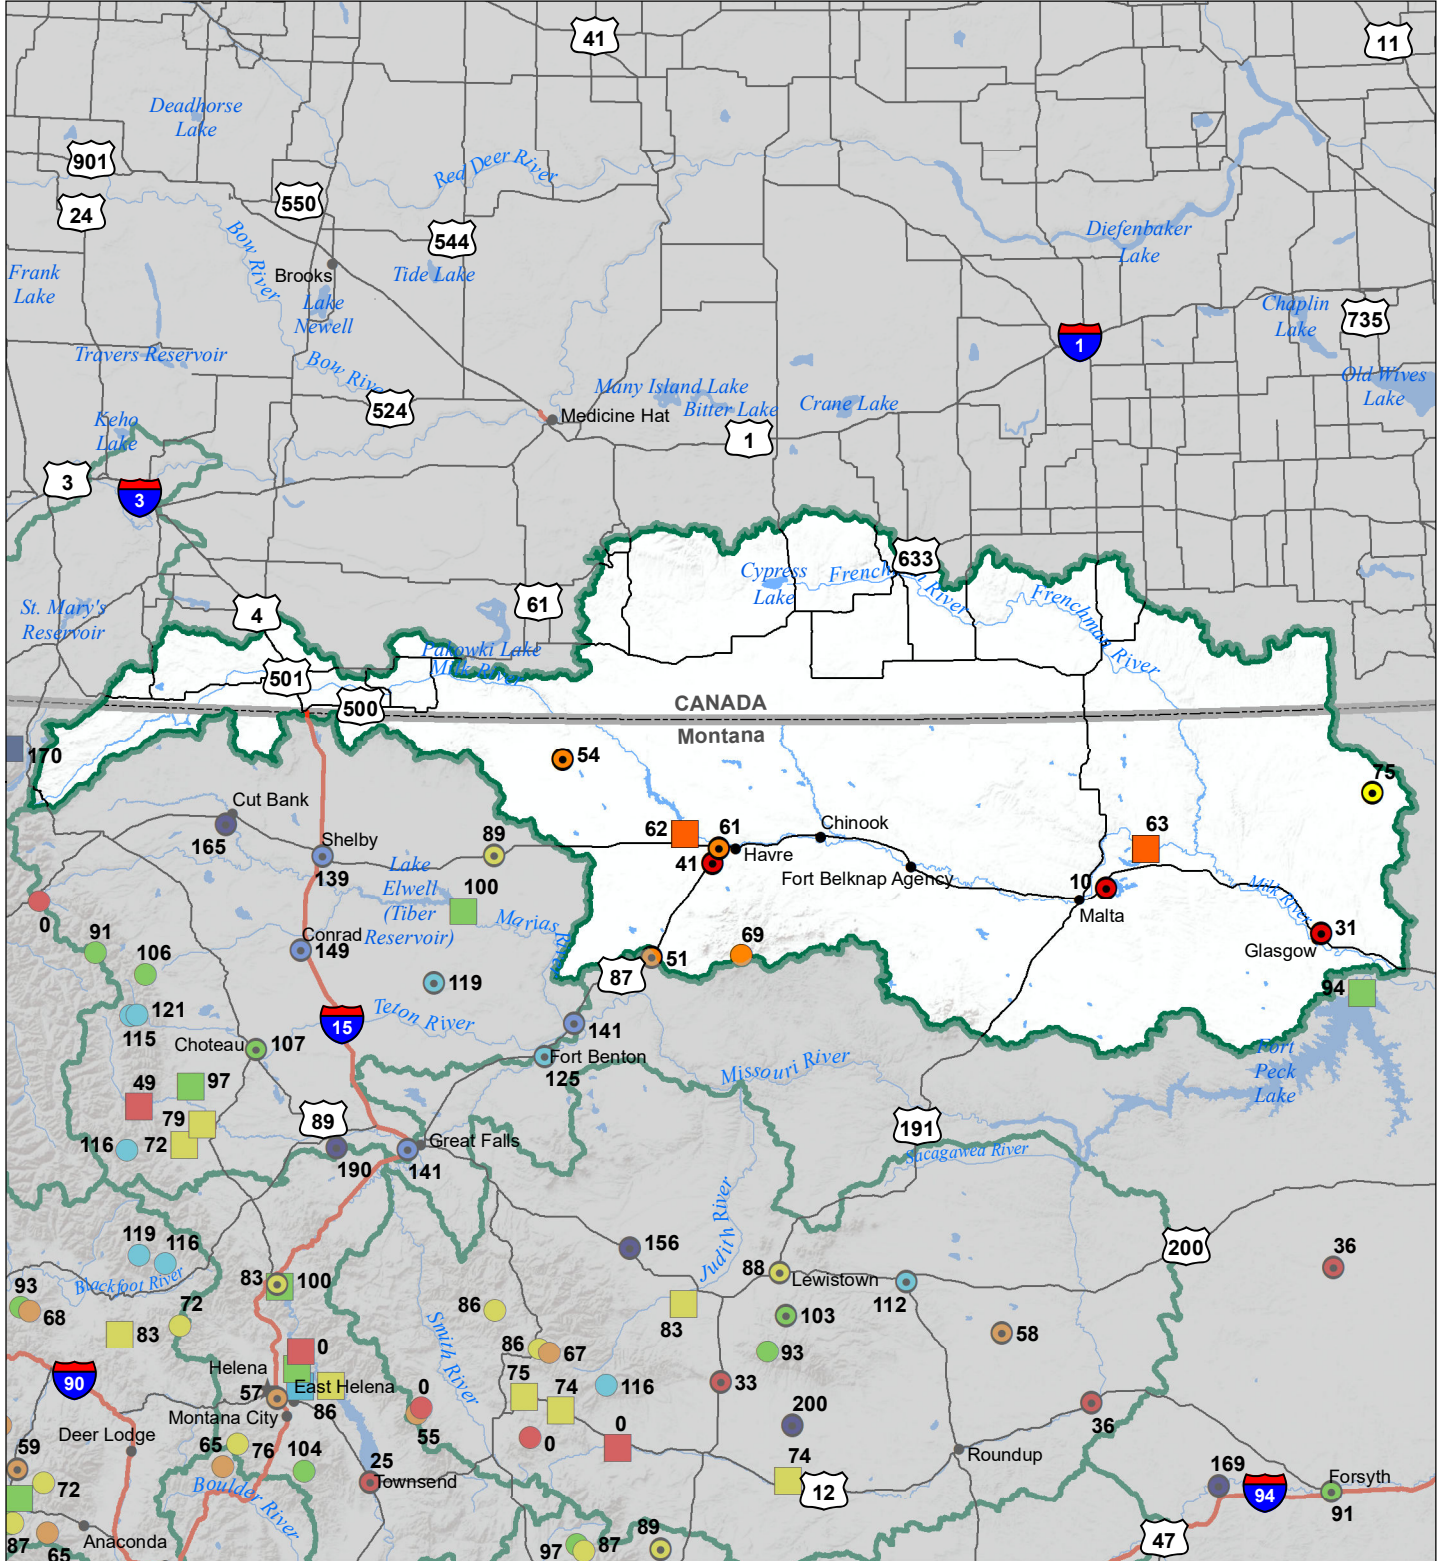 41
11
Deadhorse
Lake
901
Red Deer River
550
24
544
Bow River
Diefenbaker
Lake
Brooks
Tide Lake
Frank
Lake
Lake
Newell
Chaplin
Lake
735
1
Travers Reservoir
Bow Rive
Many Island Lake
Bitter Lake
Crane Lake
Old Wives
Lake
524
Keho
Lake
Medicine Hat
1
3
3
633
Cypress
Lake
Frenchman River
Frenchman River
St. Mary's
Reservoir
4
61
Pakowki Lake
Milk River
501
500
CANADA
Montana
170
54
75
Cut Bank
165
Shelby
139
89
62
61
41
Havre
Chinook
63
Lake
Elwell
(Tiber
Reservoir)
100
Fort Belknap Agency
10
Malta
Milk River
0
91
Conrad
149
Marias River
31
Glasgow
106
69
51
87
119
94
121
115
15
Teton River
141
Choteau
107
Fort Benton
125
Missouri River
Fort
Peck
Lake
49
97
79
89
116
72
190
Great Falls
141
191
Sacagawea River
119
116
156
Judith River
200
36
Blackfoot River
83
100
88
Lewistown
112
93
68
72
86
83
103
83
Smith River
86
67
93
58
0
Helena
90
57
East Helena
86
Montana City
0
55
75
74
116
33
200
36
Deer Lodge
0
0
59
65
76
104
25
Townsend
74
12
Roundup
169
94
Forsyth
91
72
Boulder River
Anaconda
87
65
97
87
89
47